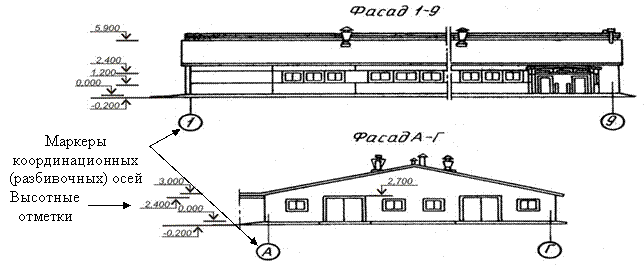 Фасад 1-9
5.900
2.400
1.200
0.000
-0.200
1
9
Маркеры
координационных
(разбивочных) осей
Высотные
отметки
Фасад А-Г
3.000
2.700
2.400
0.000
-0.200
А
Г